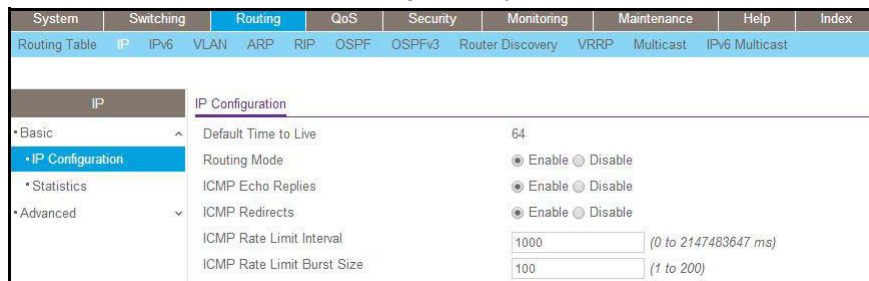 System Switching Routing QoS Security Monitoring Maintenance Help Index
Routing Table IP IPv6 VLAN ARP RIP OSPF OSPFv3 Router Discovery VRRP Multicast IPv6 Multicast
IP
• Basic
• IP Configuration
• Statistics
• Advanced
IP Configuration
Default Time to Live 64
Routing Mode Enable Disable
ICMP Echo Replies Enable Disable
ICMP Redirects Enable Disable
ICMP Rate Limit Interval 1000 (0 to 2147483647 ms)
ICMP Rate Limit Burst Size 100 (1 to 200)